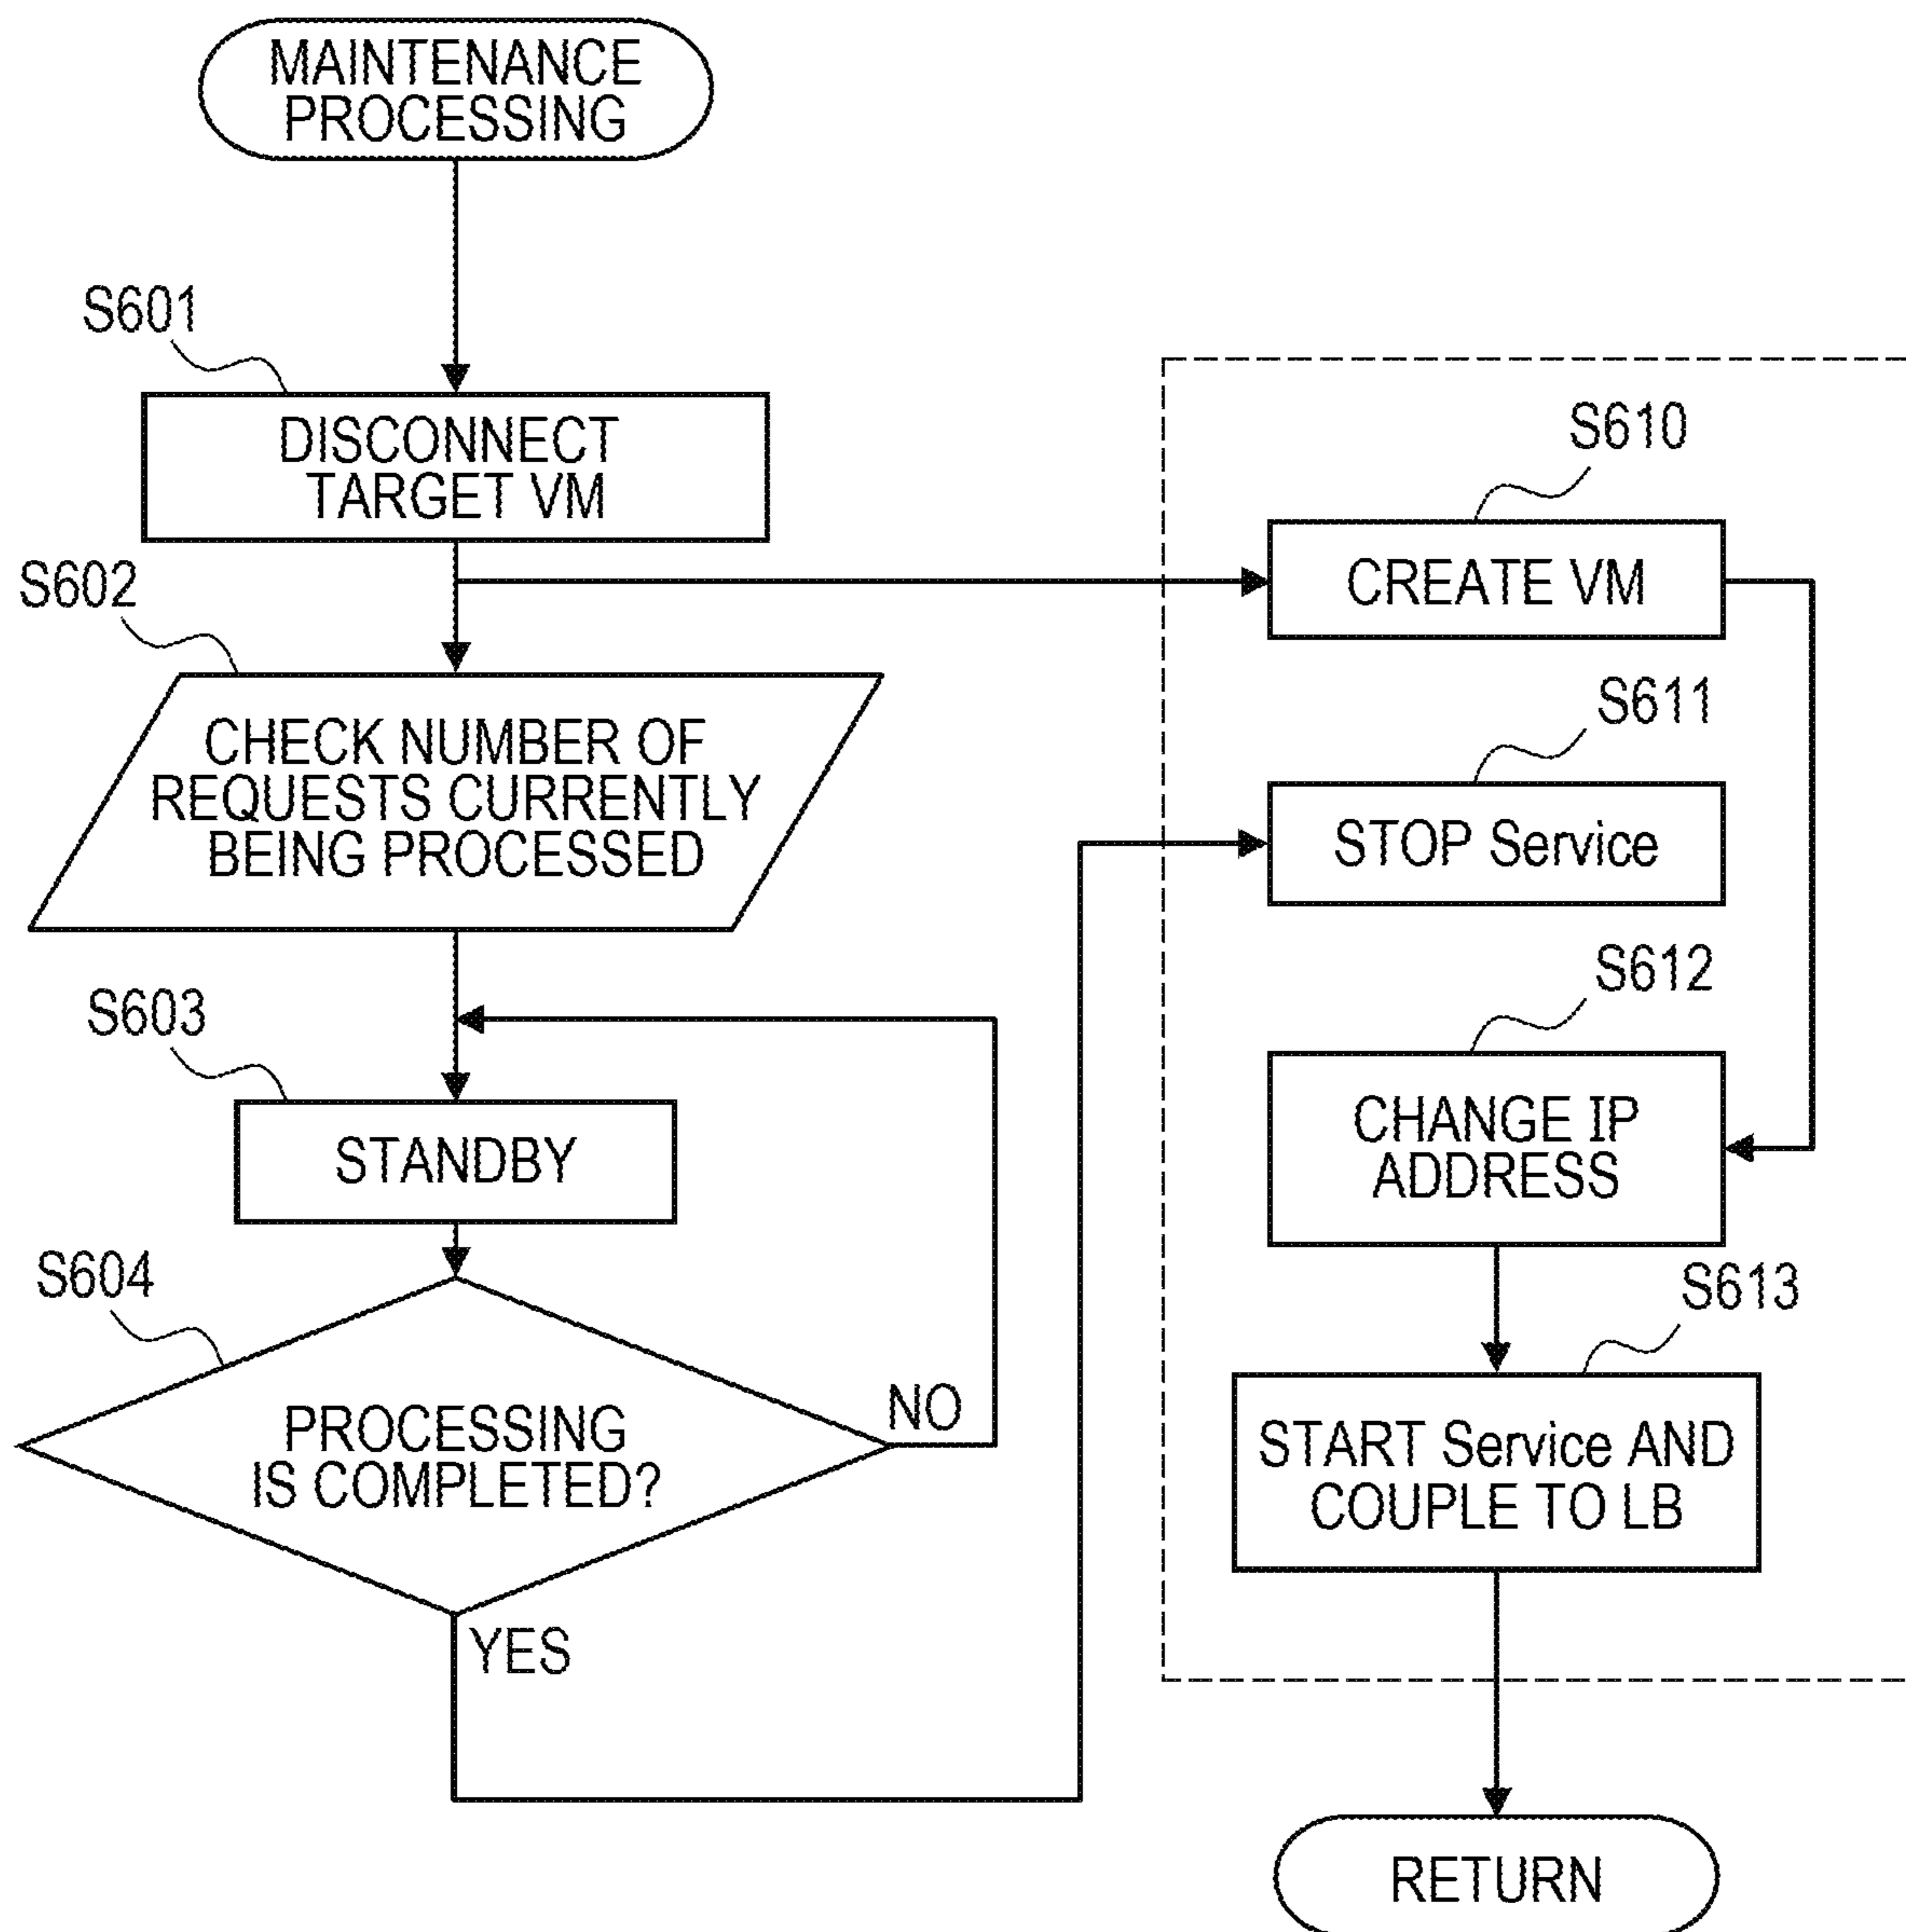 MAINTENANCE
PROCESSING
S601
DISCONNECT
TARGET VM
S602
CHECK NUMBER OF
REQUESTS CURRENTLY
BEING PROCESSED
S603
STANDBY
S604
PROCESSING
IS COMPLETED?
NO
YES
S610
CREATE VM
S611
STOP Service
S612
CHANGE IP
ADDRESS
S613
START Service AND
COUPLE TO LB
RETURN